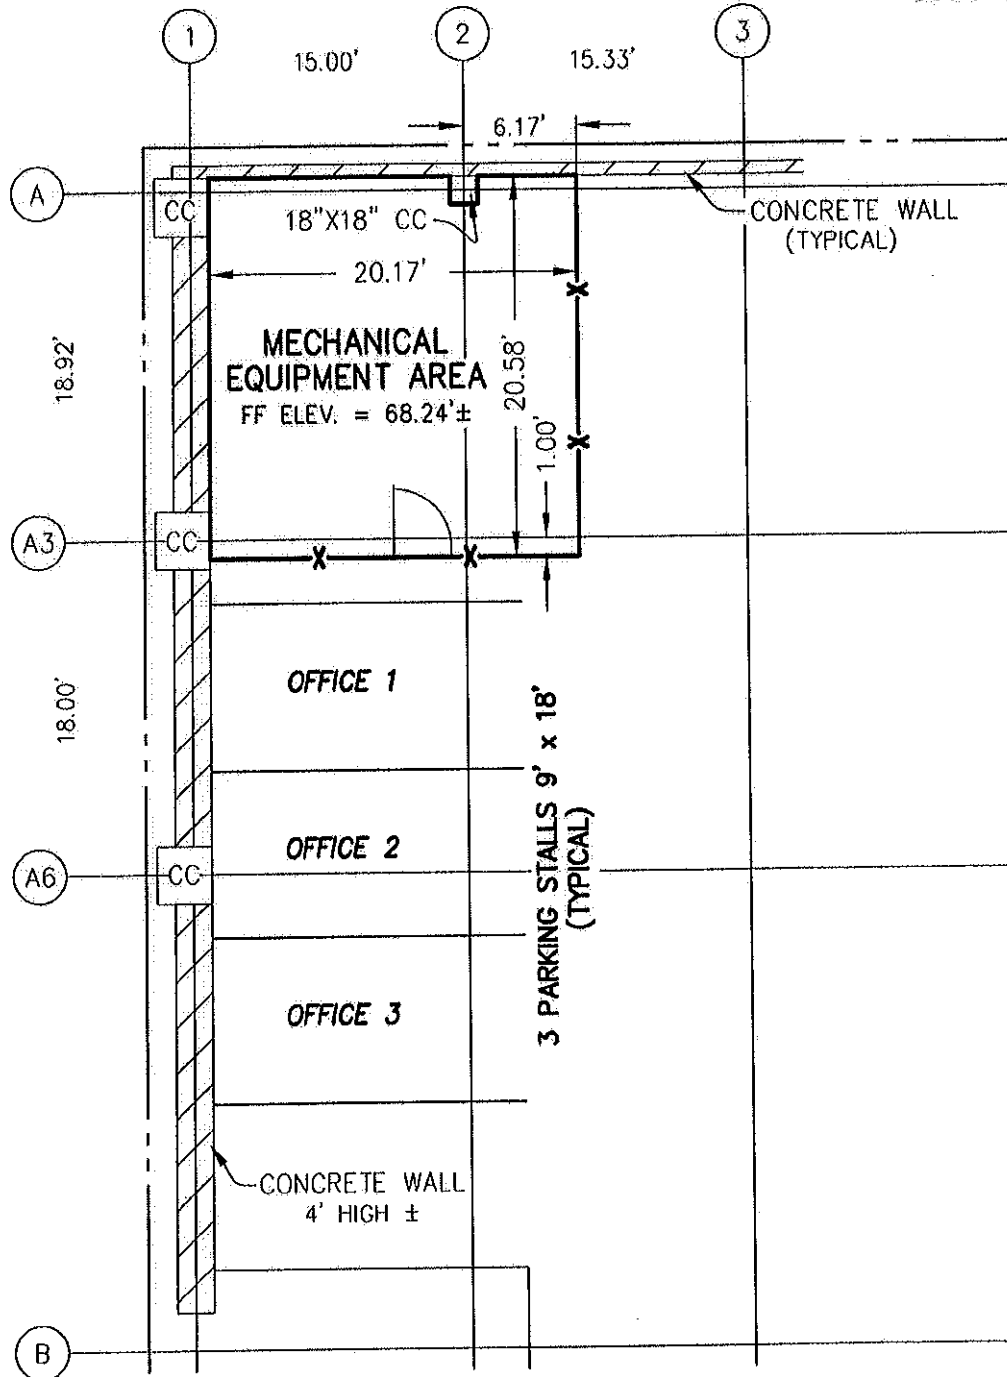 1
2
3
15.00'
15.33'
6.17'
A
CC
18"X18" CC
CONCRETE WALL
(TYPICAL)
20.17'
18.92'
MECHANICAL
EQUIPMENT AREA
FF ELEV. = 68.24'±
20.58'
1.00'
A3
CC
OFFICE 1
18.00'
3 PARKING STALLS 9' x 18'
(TYPICAL)
OFFICE 2
A6
CC
OFFICE 3
CONCRETE WALL
4' HIGH ±
B